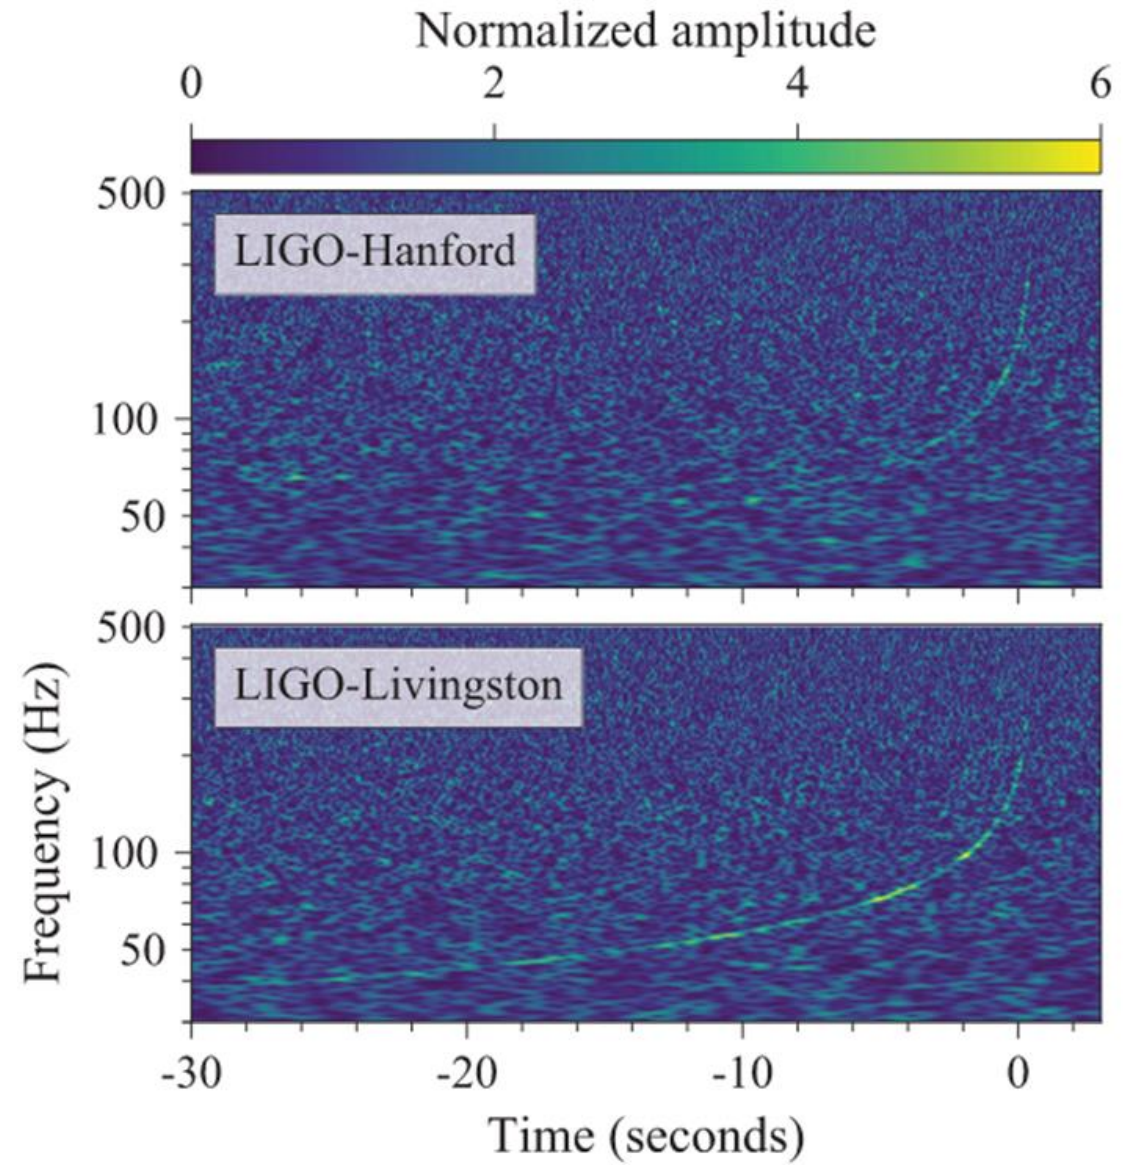 Normalized amplitude
0 2 4 6
500
LIGO-Hanford
100
50
500
LIGO-Livingston
100
50
Frequency (Hz)
-30 -20 -10 0
Time (seconds)